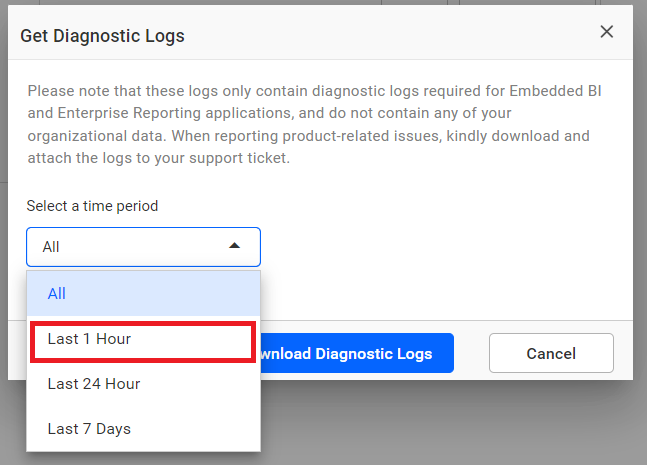 Get Diagnostic Logs
Please note that these logs only contain diagnostic logs required for Embedded BI
and Enterprise Reporting applications, and do not contain any of your
organizational data. When reporting product-related issues, kindly download and
attach the logs to your support ticket.
Select a time period
All
All
Last 1 Hour
wnload Diagnostic Logs
Cancel
Last 24 Hour
Last 7 Days